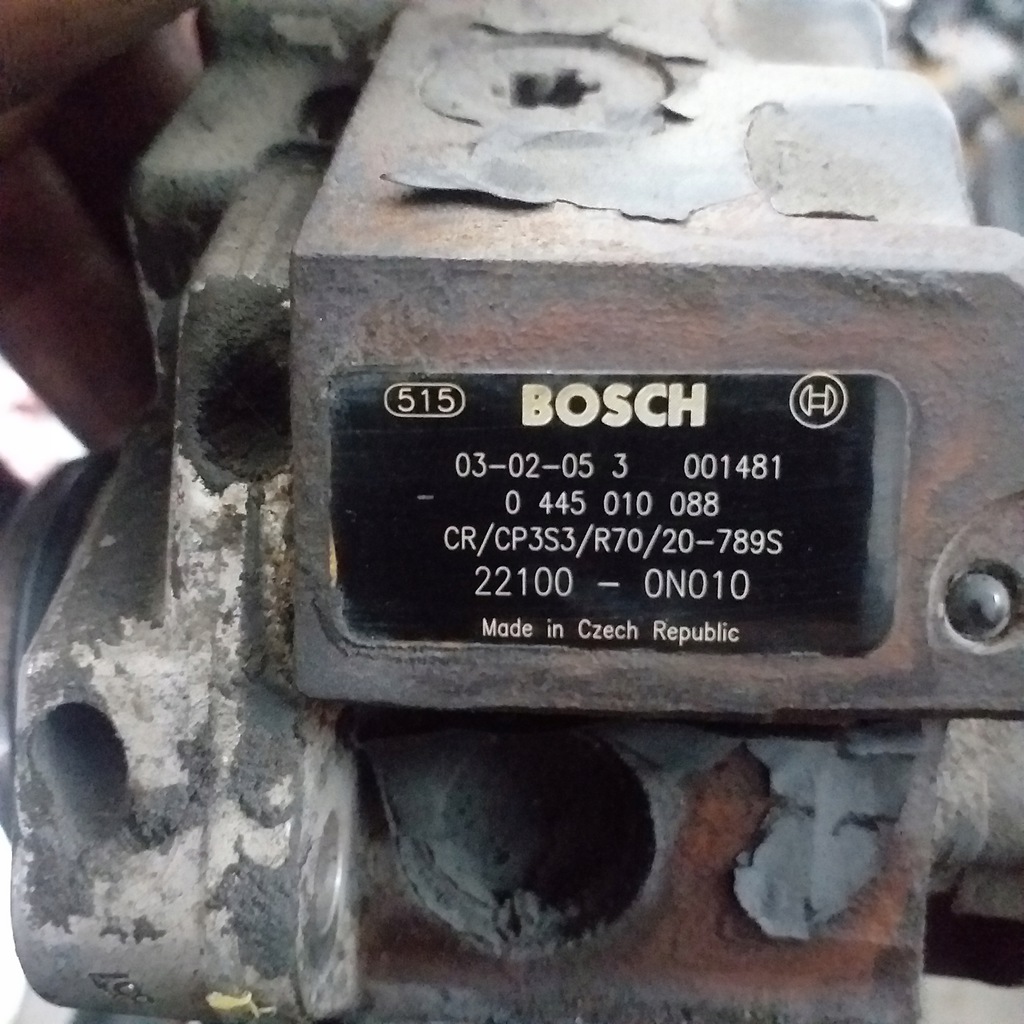 515 BOSCH
03-02-05 3 001481
0 445 010 088
CR/CP3S3/R70/20-789S
22100 - 0N010
Made in Czech Republic